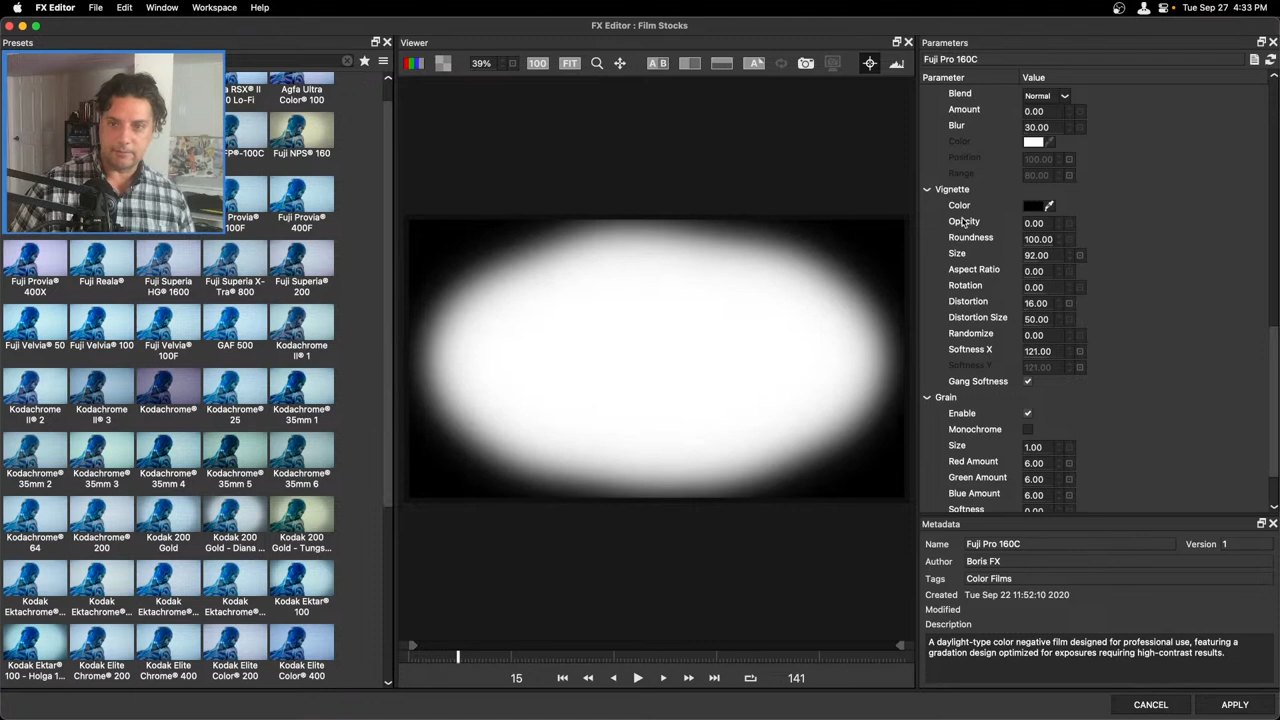 FX Editor File Edit Window Workspace Help
Tue Sep 27 4:33 PM
FX Editor : Film Stocks
Presets
a RSX® II
0 Lo-Fi
Agfa Ultra
Color® 100
FP®-100C
Fuji NPS® 160
Provia®
100F
Fuji Provia®
400F
Fuji Provia®
400X
Fuji Reala®
Fuji Superia
HG® 1600
Fuji Superia X-
Tra® 800
Fuji Superia®
200
Fuji Velvia® 50
Fuji Velvia® 100
Fuji Velvia®
100F
GAF 500
Kodachrome
II® 1
Kodachrome
II® 2
Kodachrome
II® 3
Kodachrome®
Kodachrome®
25
Kodachrome®
35mm 1
Kodachrome®
35mm 2
Kodachrome®
35mm 3
Kodachrome®
35mm 4
Kodachrome®
35mm 5
Kodachrome®
35mm 6
Kodachrome®
64
Kodachrome®
200
Kodak 200
Gold
Kodak 200
Gold - Diana ...
Kodak 200
Gold - Tungs...
Kodak
Ektachrome®...
Kodak
Ektachrome®...
Kodak
Ektachrome®...
Kodak
Ektachrome®...
Kodak Ektar®
100
Kodak Ektar®
100 - Holga 1...
Kodak Elite
Chrome® 200
Kodak Elite
Chrome® 400
Kodak Elite
Color® 200
Kodak Elite
Color® 400
Viewer
39% 100 FIT A B A
15 141
Parameters
Fuji Pro 160C
Parameter Value
Blend Normal
Amount 0.00
Blur 30.00
Color
Position 100.00
Range 80.00
Vignette
Color
Opacity 0.00
Roundness 100.00
Size 92.00
Aspect Ratio 0.00
Rotation 0.00
Distortion 16.00
Distortion Size 50.00
Randomize 0.00
Softness X 121.00
Softness Y 121.00
Gang Softness
Grain
Enable
Monochrome
Size 1.00
Red Amount 6.00
Green Amount 6.00
Blue Amount 6.00
Softness 0.00
Metadata
Name Fuji Pro 160C Version 1
Author Boris FX
Tags Color Films
Created Tue Sep 22 11:52:10 2020
Modified
Description
A daylight-type color negative film designed for professional use, featuring a
gradation design optimized for exposures requiring high-contrast results.
CANCEL APPLY